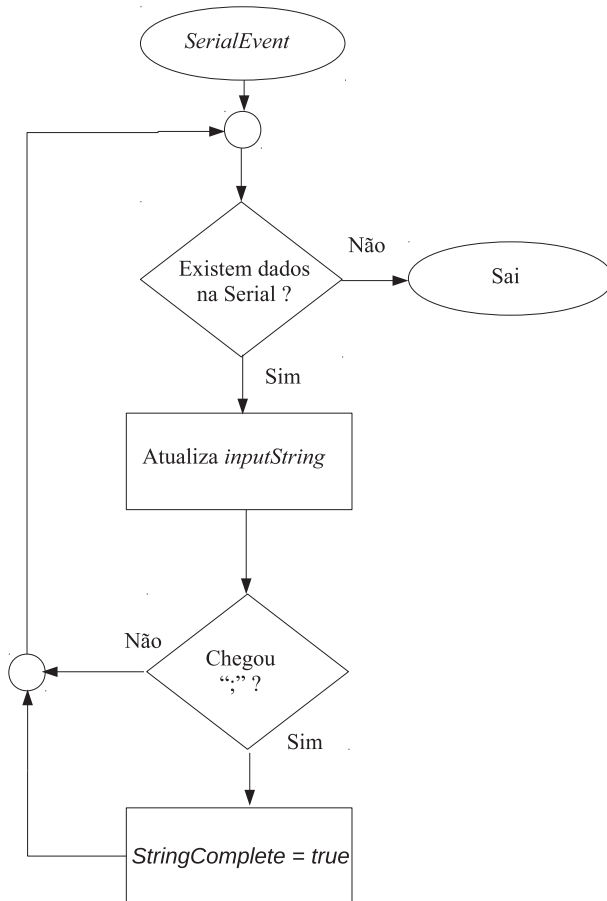 SerialEvent
Existem dados
na Serial ?
Não
Sai
Sim
Atualiza inputString
Não
Chegou
“;” ?
Sim
StringComplete = true